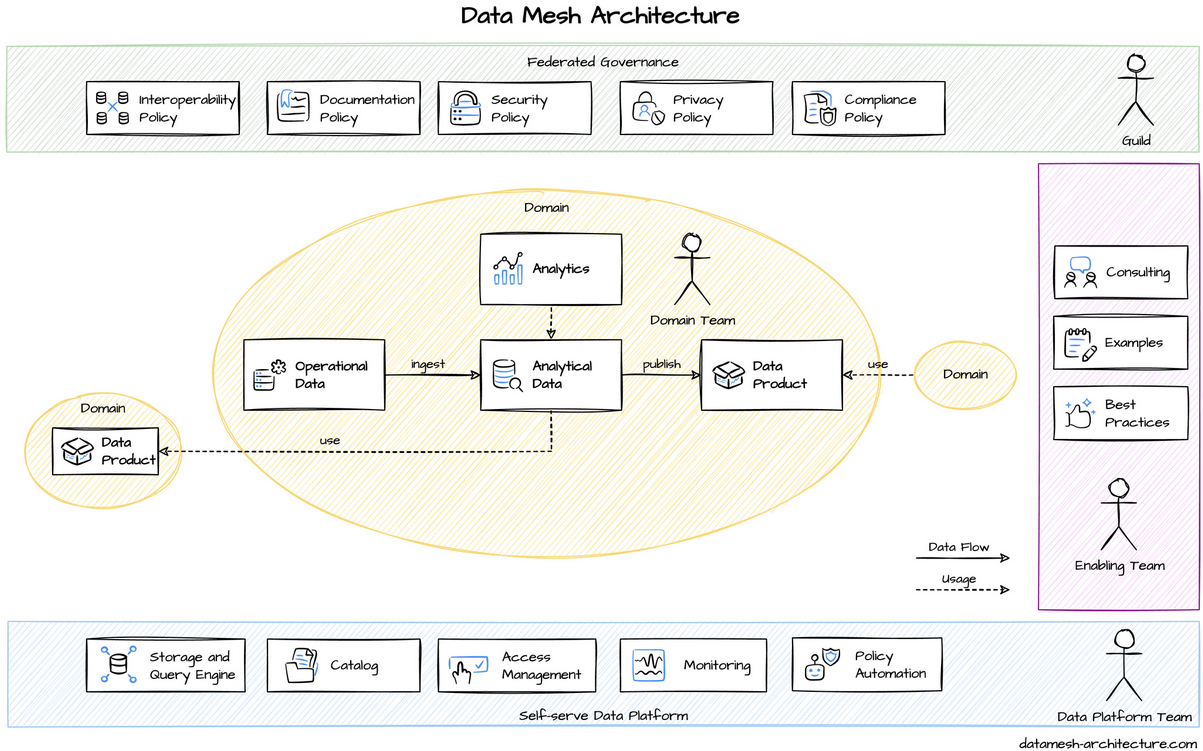 Data Mesh Architecture
Federated Governance
Interoperability
Policy
Documentation
Policy
Security
Policy
Privacy
Policy
Compliance
Policy
Guild
Domain
Analytics
Domain Team
Operational
Data
ingest
Analytical
Data
publish
Data
Product
use
Domain
Domain
Data
Product
use
Consulting
Examples
Best
Practices
Enabling Team
Data Flow
Usage
Storage and
Query Engine
Catalog
Access
Management
Monitoring
Policy
Automation
Self-serve Data Platform
Data Platform Team
datamesh-architecture.com